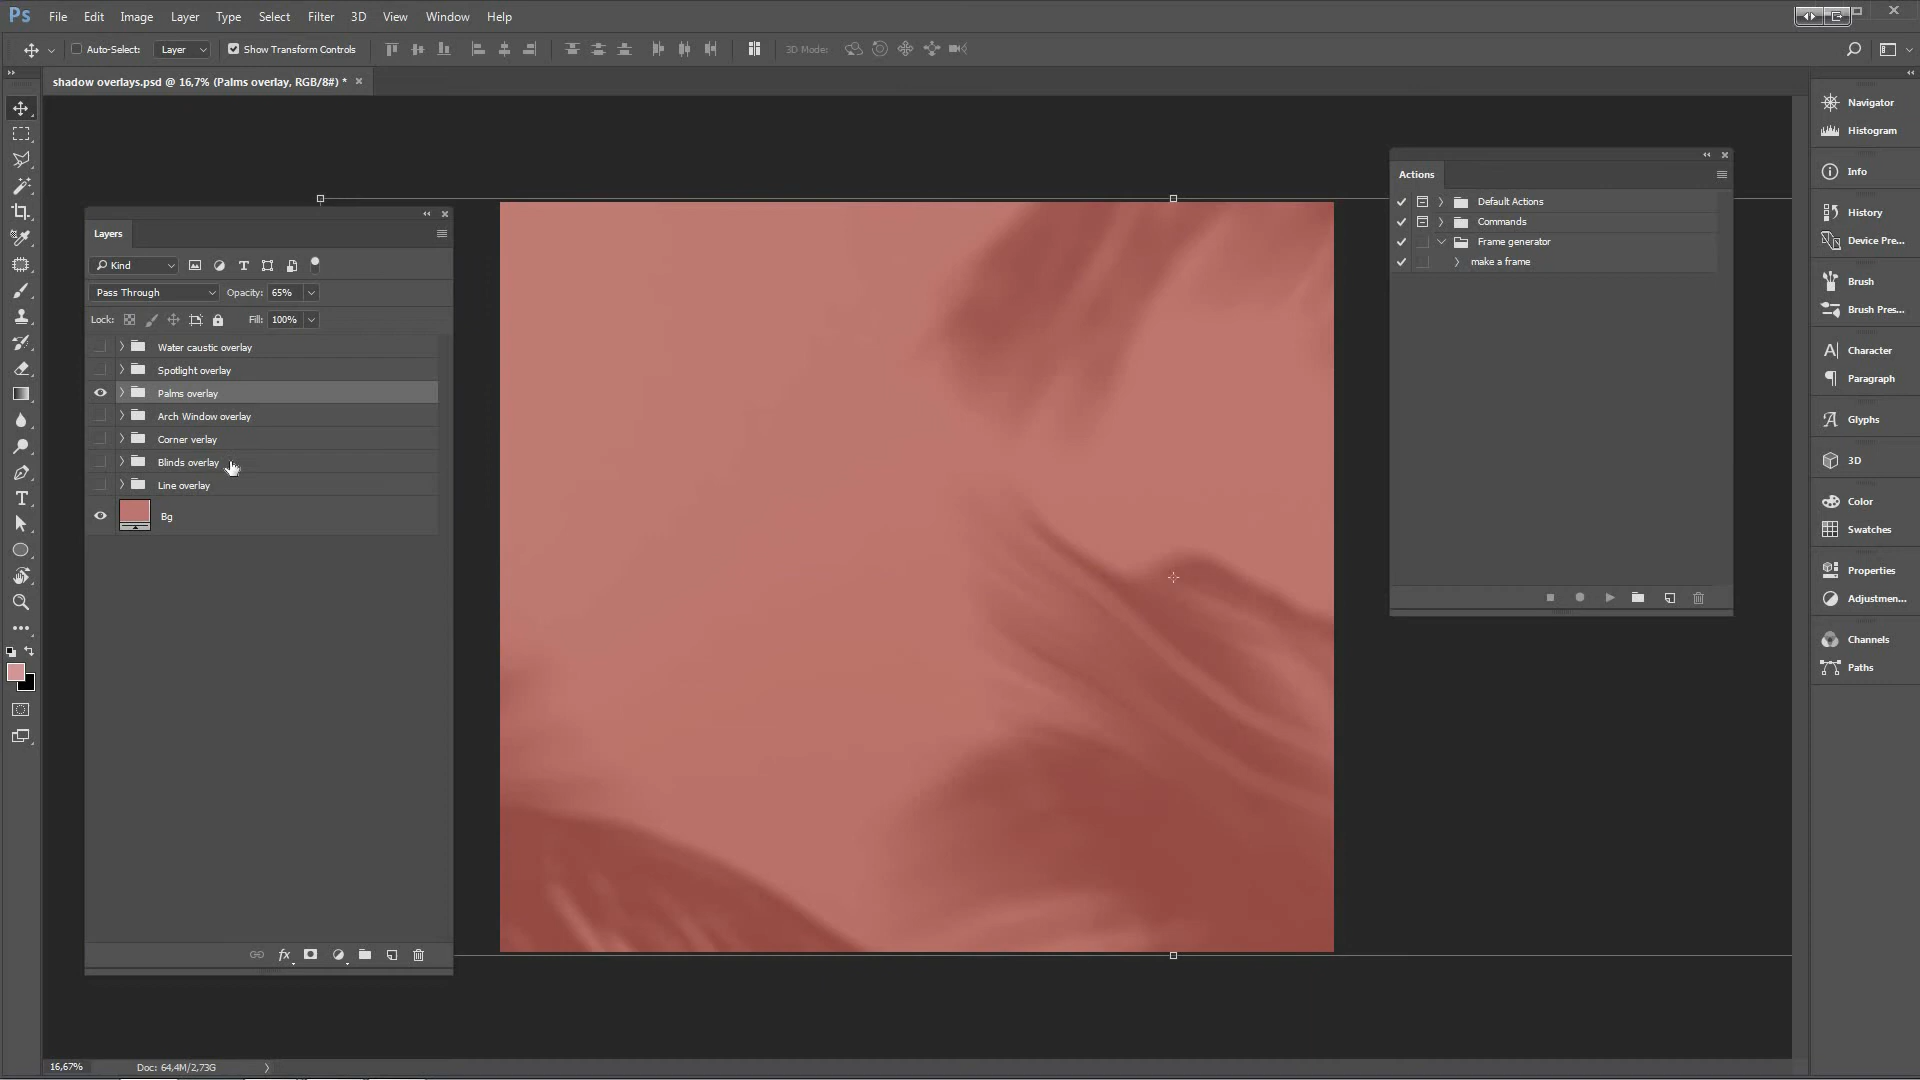 Ps File Edit Image Layer Type Select Filter 3D View Window Help
Auto-Select: Layer Show Transform Controls 3D Mode:
shadow overlays.psd @ 16,7% (Palms overlay, RGB/8#) * ×
Layers
Kind
Pass Through Opacity: 65%
Lock: Fill: 100%
Water caustic overlay
Spotlight overlay
Palms overlay
Arch Window overlay
Corner verlay
Blinds overlay
Line overlay
Bg
fx
Actions
Default Actions
Commands
Frame generator
make a frame
Navigator
Histogram
Info
History
Device Pre...
Brush
Brush Pres...
Character
Paragraph
Glyphs
3D
Color
Swatches
Properties
Adjustmen...
Channels
Paths
16,67% Doc: 64,4M/2,73G